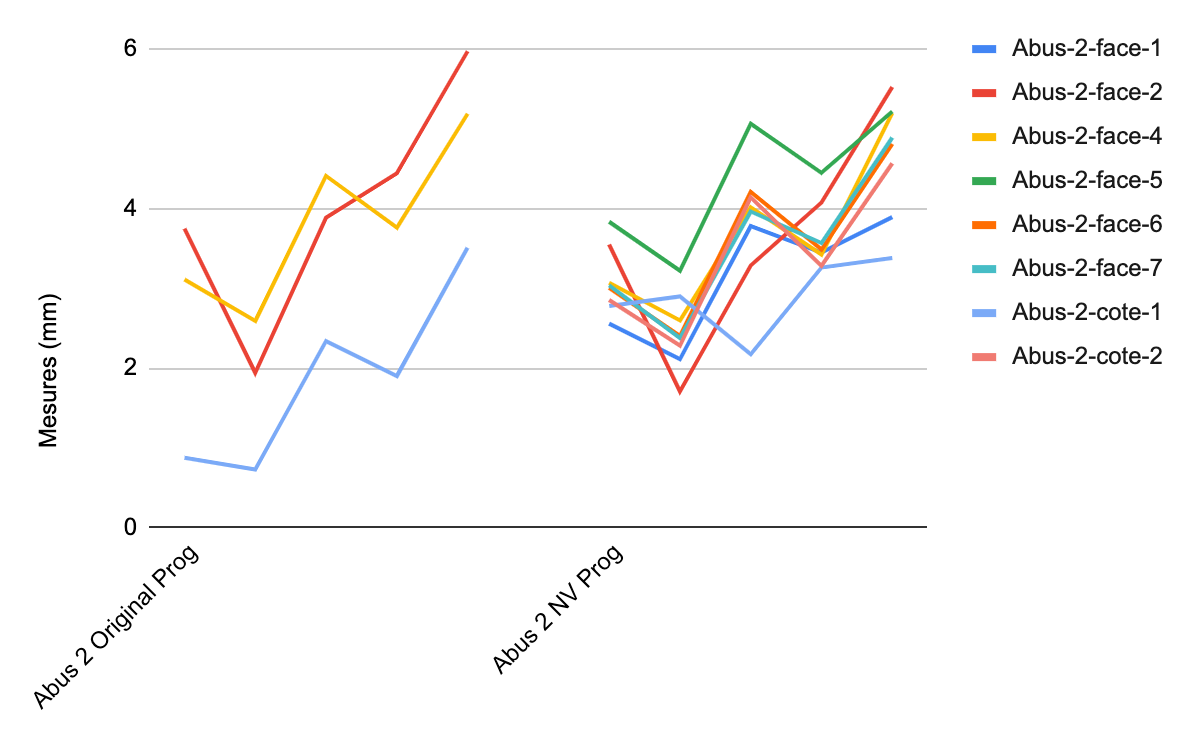 Mesures (mm)
6
4
2
0
Abus 2 Original Prog
Abus 2 NV Prog
Abus-2-face-1
Abus-2-face-2
Abus-2-face-4
Abus-2-face-5
Abus-2-face-6
Abus-2-face-7
Abus-2-cote-1
Abus-2-cote-2